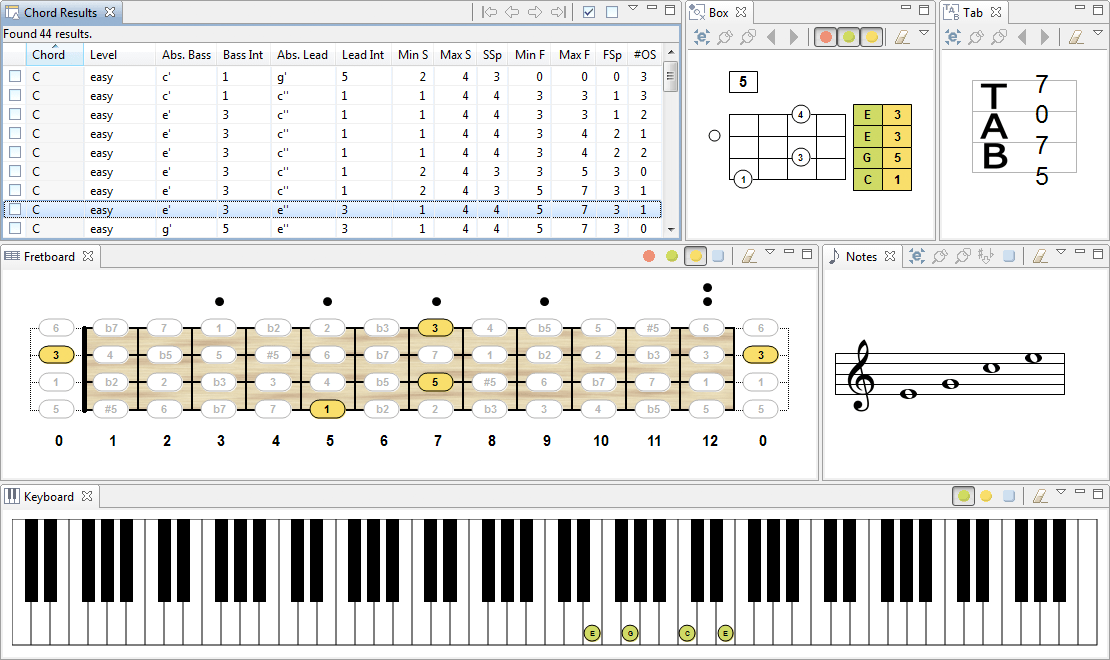 Chord Results
Found 44 results.
Chord Level Abs. Bass Bass Int Abs. Lead Lead Int Min S Max S SSp Min F Max F FSp #OS
C easy c' 1 g' 5 2 4 3 0 0 0 3
C easy c' 1 c'' 1 1 4 4 3 3 1 3
C easy e' 3 c'' 1 1 4 4 3 3 1 2
C easy e' 3 c'' 1 1 4 4 3 4 2 1
C easy e' 3 c'' 1 1 4 4 3 4 2 2
C easy e' 3 c'' 1 2 4 3 3 5 3 0
C easy e' 3 c'' 1 2 4 3 5 7 3 1
C easy e' 3 e'' 3 1 4 4 5 7 3 1
C easy g' 5 e'' 3 1 4 4 5 7 3 0
Box
5
4 E 3
E 3
3 G 5
1 C 1
Tab
TAB
7
0
7
5
Fretboard
6 b7 7 1 b2 2 b3 3 4 b5 5 #5 6 6
3 4 b5 5 #5 6 b7 7 1 b2 2 b3 3 3
1 b2 2 b3 3 4 b5 5 #5 6 b7 7 1 1
5 #5 6 b7 7 1 b2 2 b3 3 4 b5 5 5
0 1 2 3 4 5 6 7 8 9 10 11 12 0
Notes
Keyboard
E G C E